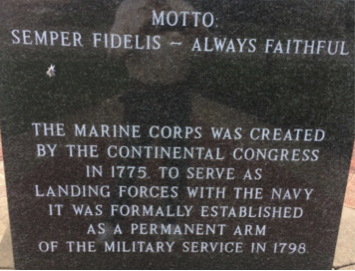 MOTTO:
SEMPER FIDELIS ~ ALWAYS FAITHFUL
THE MARINE CORPS WAS CREATED
BY THE CONTINENTAL CONGRESS
IN 1775, TO SERVE AS
LANDING FORCES WITH THE NAVY
IT WAS FORMALLY ESTABLISHED
AS A PERMANENT ARM
OF THE MILITARY SERVICE IN 1798.